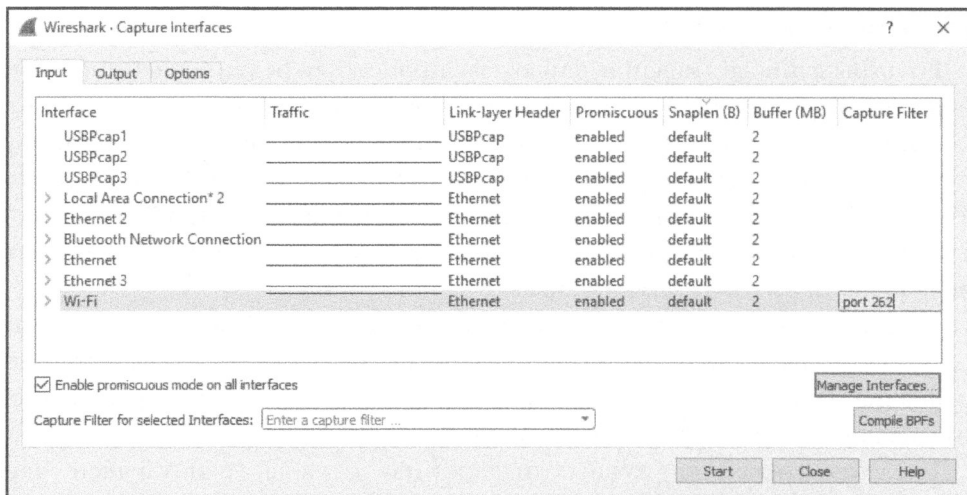 Wireshark · Capture Interfaces ? ×
Input Output Options
Interface Traffic Link-layer Header Promiscuous Snaplen (B) Buffer (MB) Capture Filter
USBPcap1 USBPcap enabled default 2
USBPcap2 USBPcap enabled default 2
USBPcap3 USBPcap enabled default 2
> Local Area Connection* 2 Ethernet enabled default 2
> Ethernet 2 Ethernet enabled default 2
> Bluetooth Network Connection Ethernet enabled default 2
> Ethernet Ethernet enabled default 2
> Ethernet 3 Ethernet enabled default 2
> Wi-Fi Ethernet enabled default 2 port 262
Enable promiscuous mode on all interfaces Manage Interfaces...
Capture Filter for selected Interfaces: Enter a capture filter ... Compile BPFs
Start Close Help